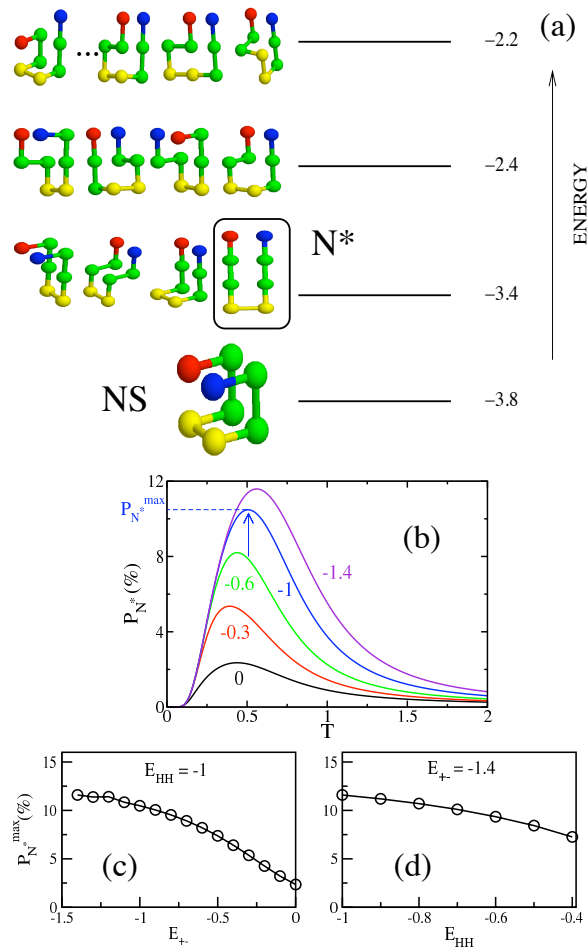 (a)
−2.2
...
−2.4
ENERGY
N*
−3.4
NS
−3.8
(b)
12
8
4
0
P_N*^max
P_N*(%)
-1.4
-1
-0.6
-0.3
0
0 0.5 1 1.5 2
T
15
10
5
0
P_N*^max(%)
E_HH = -1
(c)
-1.5 -1 -0.5 0
E_+-
15
10
5
0
E_+- = -1.4
(d)
-1 -0.8 -0.6 -0.4
E_HH